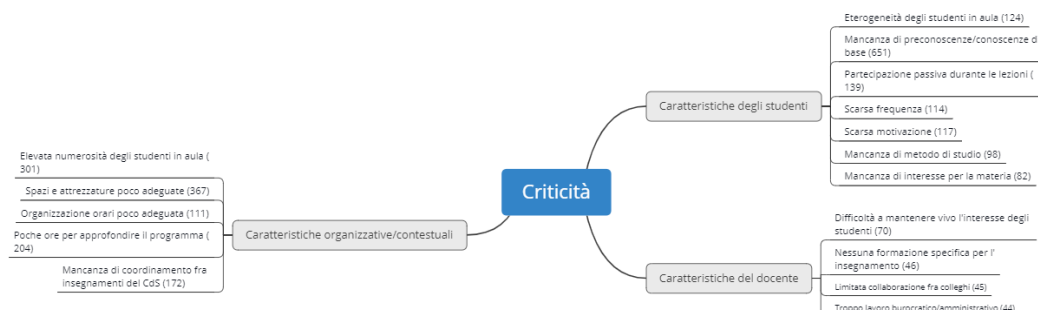 Criticità
Caratteristiche degli studenti
Eterogeneità degli studenti in aula (124)
Mancanza di preconoscenze/conoscenze d
base (651)
Partecipazione passiva durante le lezioni (
139)
Scarsa frequenza (114)
Scarsa motivazione (117)
Mancanza di metodo di studio (98)
Mancanza di interesse per la materia (82)
Caratteristiche del docente
Difficoltà a mantenere vivo l'interesse degli
studenti (70)
Nessuna formazione specifica per l'
insegnamento (46)
Limitata collaborazione fra colleghi (45)
Troppo lavoro burocratico/amministrativo (44)
Caratteristiche organizzative/contestuali
Elevata numerosità degli studenti in aula (
301)
Spazi e attrezzature poco adeguate (367)
Organizzazione orari poco adeguata (111)
Poche ore per approfondire il programma (
204)
Mancanza di coordinamento fra
insegnamenti del CdS (172)